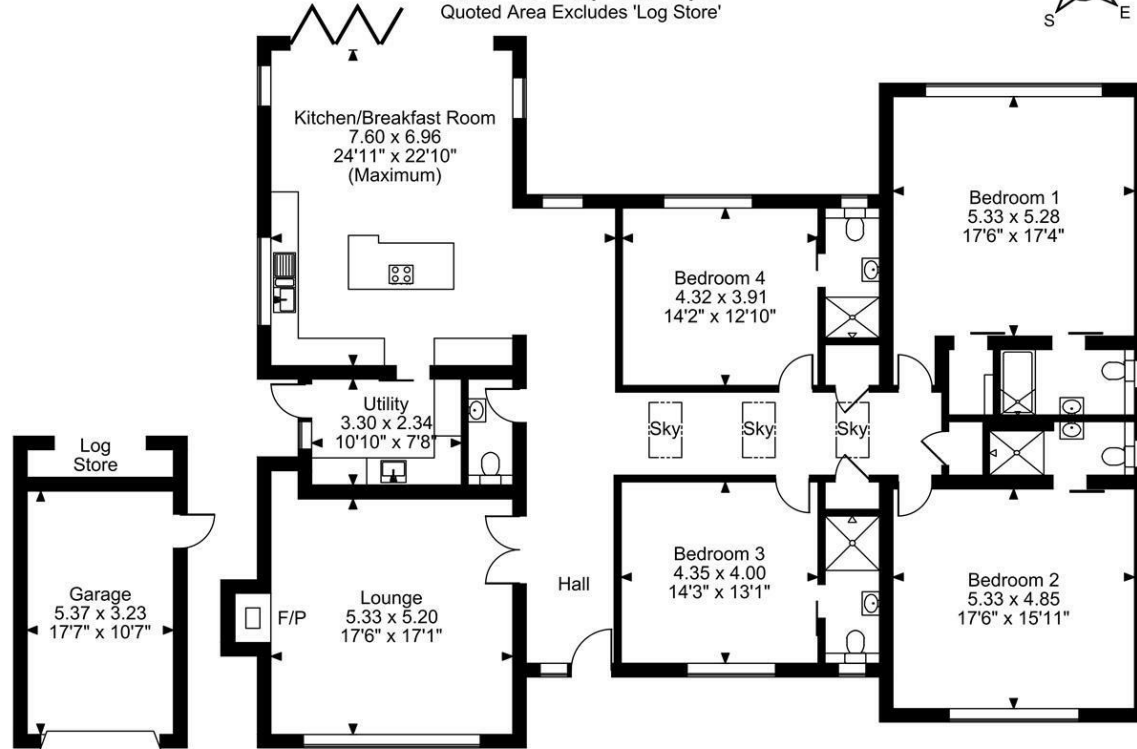 Quoted Area Excludes 'Log Store'
S
E
Kitchen/Breakfast Room
7.60 x 6.96
24'11" x 22'10"
(Maximum)
Bedroom 1
5.33 x 5.28
17'6" x 17'4"
Bedroom 4
4.32 x 3.91
14'2" x 12'10"
Utility
3.30 x 2.34
10'10" x 7'8"
Sky
Sky
Sky
Log
Store
Garage
5.37 x 3.23
17'7" x 10'7"
F/P
Lounge
5.33 x 5.20
17'6" x 17'1"
Hall
Bedroom 3
4.35 x 4.00
14'3" x 13'1"
Bedroom 2
5.33 x 4.85
17'6" x 15'11"